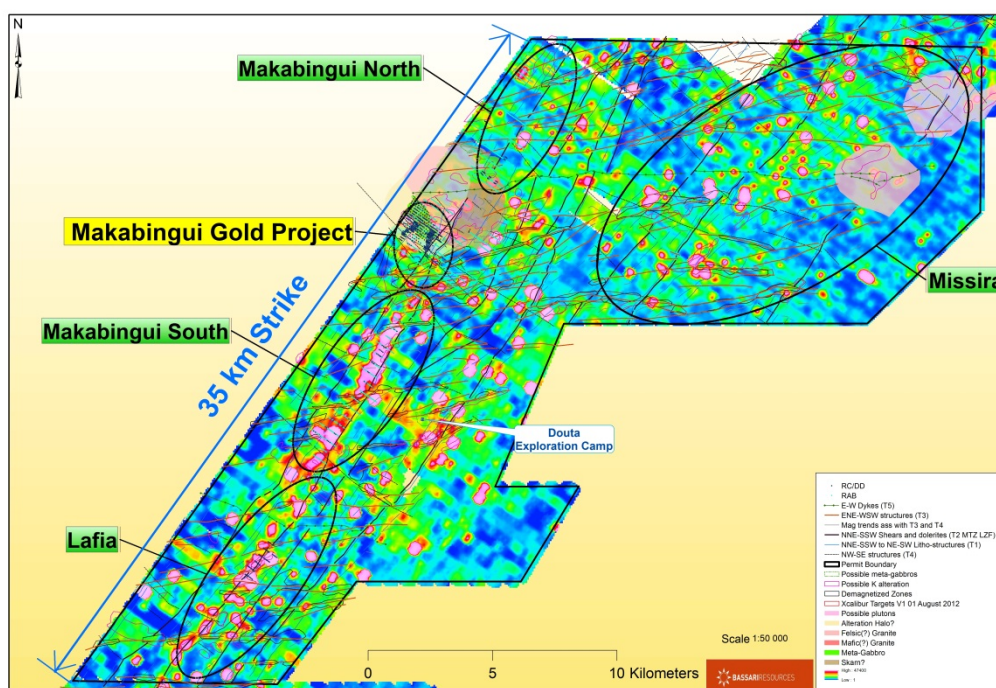 N
Makabingui North
Makabingui Gold Project
Missira
Makabingui South
35 km Strike
Douta
Exploration Camp
Lafia
RC/DD
RAB
E-W Dykes (T5)
ENE-WSW structures (T3)
Mag trends ass with T3 and T4
NNE-SSW Shears and dolerites (T2 MTZ LZF)
NNE-SSW to NE-SW Litho-structures (T1)
NW-SE structures (T4)
Permit Boundary
Possible meta-gabbros
Possible K alteration
Demagnetized Zones
Xcalibur Targets V1 01 August 2012
Possible plutons
Alteration Halo?
Felsic(?) Granite
Mafic(?) Granite
Meta-Gabbro
Skarn?
High : 47403
Low : 1
Scale 1:50 000
0 5 10 Kilometers
BASSARI RESOURCES